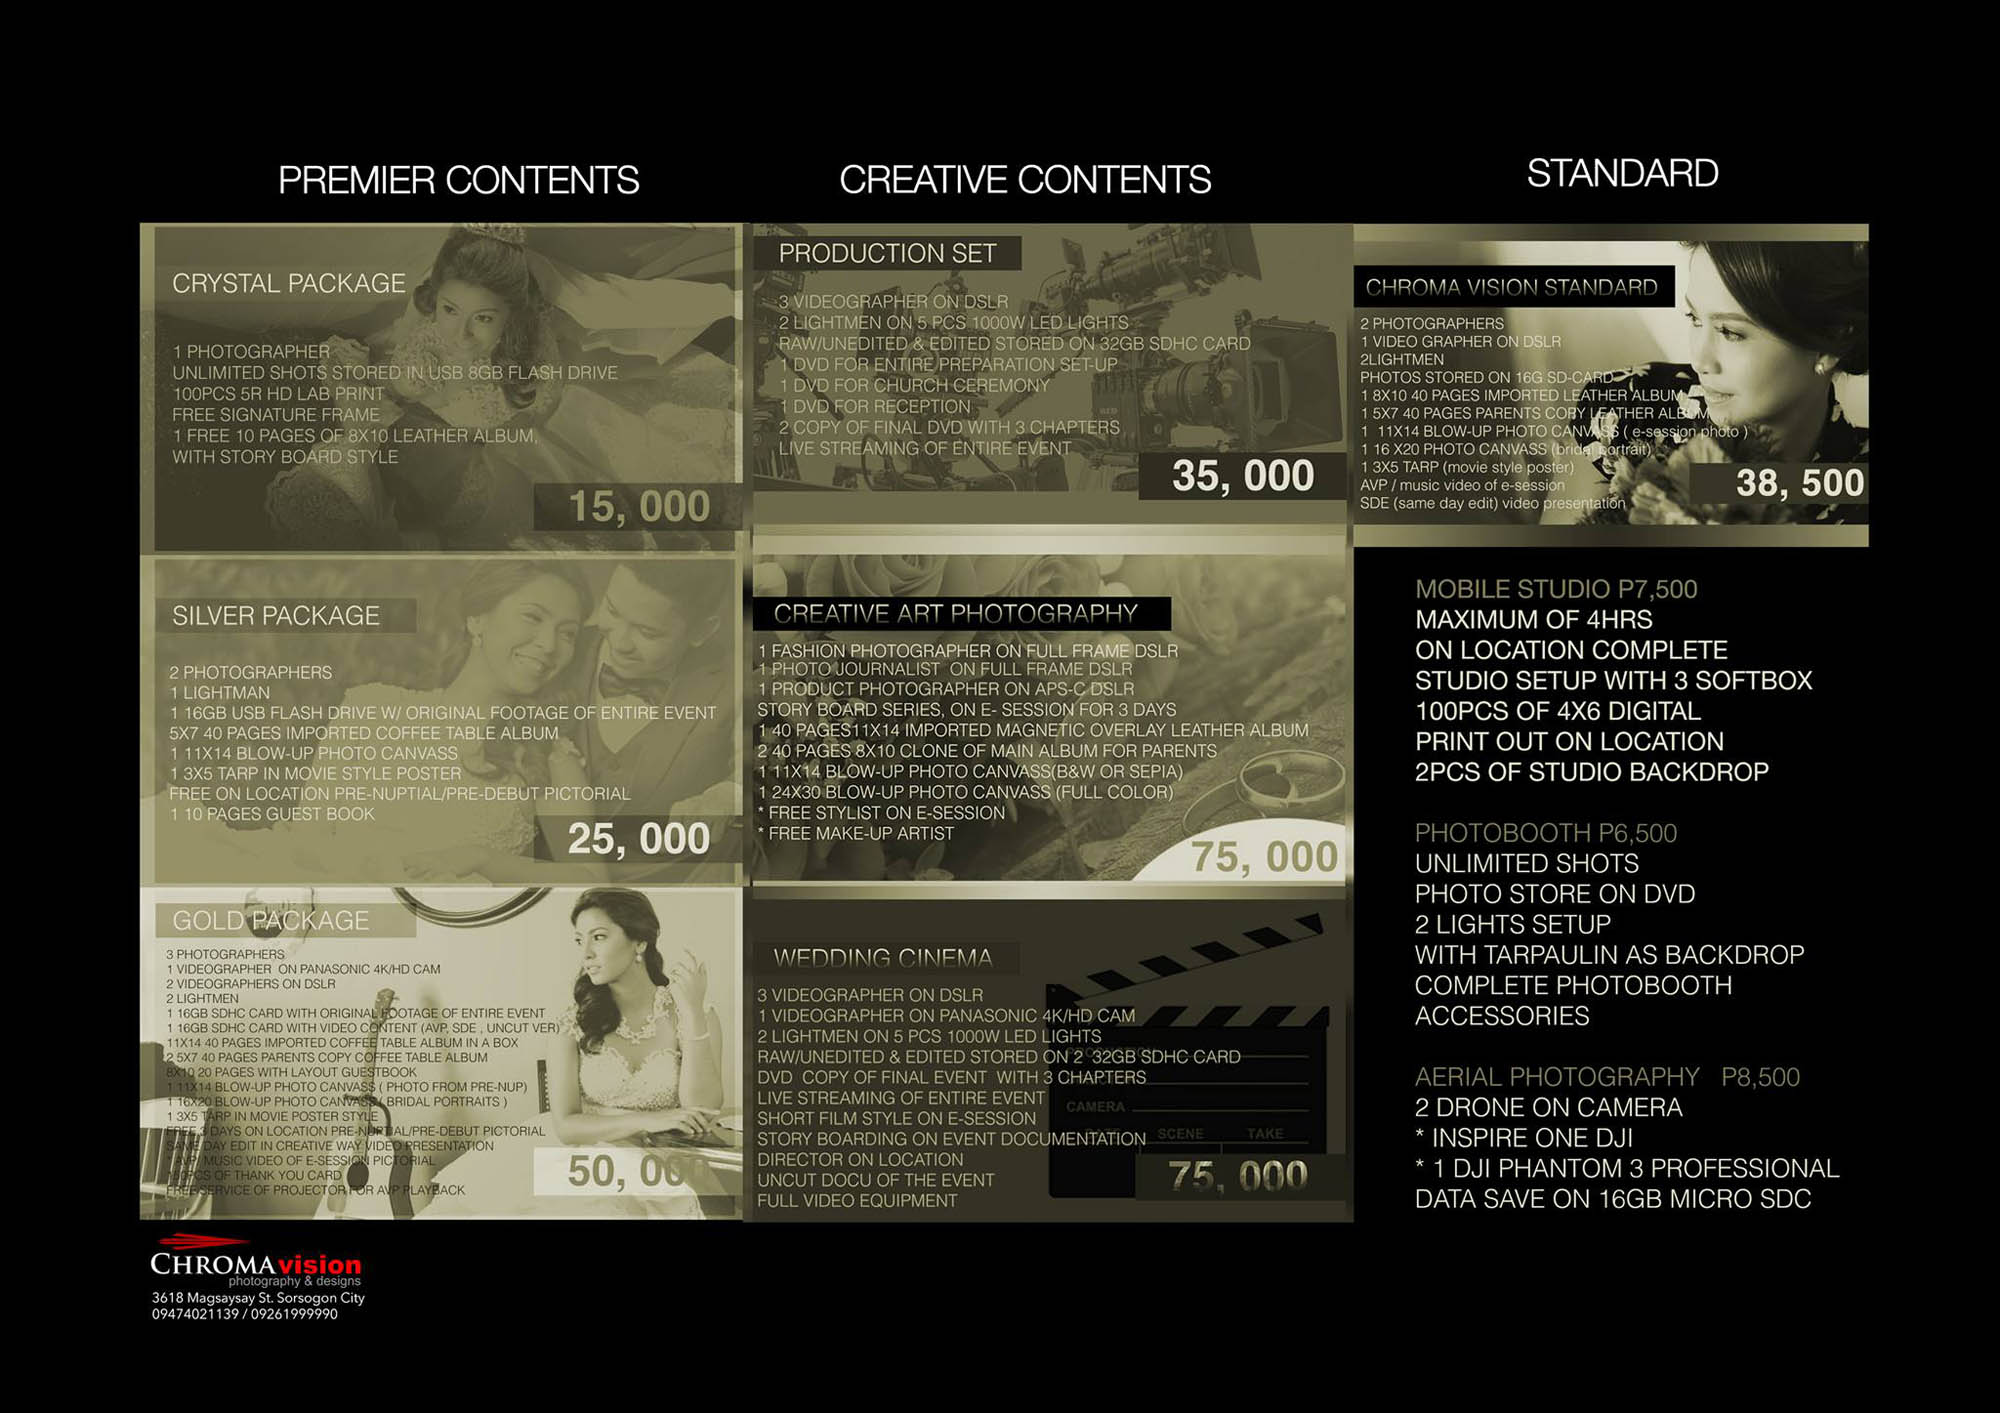 PREMIER CONTENTS
CRYSTAL PACKAGE
1 PHOTOGRAPHER
UNLIMITED SHOTS STORED IN USB 8GB FLASH DRIVE
100PCS 5R HD LAB PRINT
FREE SIGNATURE FRAME
1 FREE 10 PAGES OF 8X10 LEATHER ALBUM,
WITH STORY BOARD STYLE
15, 000
SILVER PACKAGE
2 PHOTOGRAPHERS
1 LIGHTMAN
1 16GB USB FLASH DRIVE W/ ORIGINAL FOOTAGE OF ENTIRE EVENT
5X7 40 PAGES IMPORTED COFFEE TABLE ALBUM
1 11X14 BLOW-UP PHOTO CANVASS
1 3X5 TARP IN MOVIE STYLE POSTER
FREE ON LOCATION PRE-NUPTIAL/PRE-DEBUT PICTORIAL
1 10 PAGES GUEST BOOK
25, 000
GOLD PACKAGE
3 PHOTOGRAPHERS
1 VIDEOGRAPHER ON PANASONIC 4K/HD CAM
2 VIDEOGRAPHERS ON DSLR
2 LIGHTMEN
1 16GB SDHC CARD WITH ORIGINAL FOOTAGE OF ENTIRE EVENT
1 16GB SDHC CARD WITH VIDEO CONTENT (AVP, SDE , UNCUT VER)
11X14 40 PAGES IMPORTED COFFEE TABLE ALBUM IN A BOX
2 5X7 40 PAGES PARENTS COPY COFFEE TABLE ALBUM
8X10 20 PAGES WITH LAYOUT GUESTBOOK
1 11X14 BLOW-UP PHOTO CANVASS ( PHOTO FROM PRE-NUP)
1 16X20 BLOW-UP PHOTO CANVASS ( BRIDAL PORTRAITS )
1 3X5 TARP IN MOVIE POSTER STYLE
FREE 3 DAYS ON LOCATION PRE-NUPTIAL/PRE-DEBUT PICTORIAL
SAME DAY EDIT IN CREATIVE WAY VIDEO PRESENTATION
AVP/ MUSIC VIDEO OF E-SESSION PICTORIAL
OF THANK YOU CARD
FREE SERVICE OF PROJECTOR FOR AVP PLAYBACK
50, 000
CREATIVE CONTENTS
PRODUCTION SET
3 VIDEOGRAPHER ON DSLR
2 LIGHTMEN ON 5 PCS 1000W LED LIGHTS
RAW/UNEDITED & EDITED STORED ON 32GB SDHC CARD
1 DVD FOR ENTIRE PREPARATION SET-UP
1 DVD FOR CHURCH CEREMONY
1 DVD FOR RECEPTION
2 COPY OF FINAL DVD WITH 3 CHAPTERS
LIVE STREAMING OF ENTIRE EVENT
35, 000
CREATIVE ART PHOTOGRAPHY
1 FASHION PHOTOGRAPHER ON FULL FRAME DSLR
1 PHOTO JOURNALIST ON FULL FRAME DSLR
1 PRODUCT PHOTOGRAPHER ON APS-C DSLR
STORY BOARD SERIES, ON E- SESSION FOR 3 DAYS
1 40 PAGES11X14 IMPORTED MAGNETIC OVERLAY LEATHER ALBUM
2 40 PAGES 8X10 CLONE OF MAIN ALBUM FOR PARENTS
1 11X14 BLOW-UP PHOTO CANVASS(B&W OR SEPIA)
1 24X30 BLOW-UP PHOTO CANVASS (FULL COLOR)
* FREE STYLIST ON E-SESSION
* FREE MAKE-UP ARTIST
75, 000
WEDDING CINEMA
3 VIDEOGRAPHER ON DSLR
1 VIDEOGRAPHER ON PANASONIC 4K/HD CAM
2 LIGHTMEN ON 5 PCS 1000W LED LIGHTS
RAW/UNEDITED & EDITED STORED ON 2 32GB SDHC CARD
DVD COPY OF FINAL EVENT WITH 3 CHAPTERS
LIVE STREAMING OF ENTIRE EVENT
SHORT FILM STYLE ON E-SESSION
STORY BOARDING ON EVENT DOCUMENTATION
DIRECTOR ON LOCATION
UNCUT DOCU OF THE EVENT
FULL VIDEO EQUIPMENT
CAMERA
SCENE TAKE
75, 000
STANDARD
CHROMA VISION STANDARD
2 PHOTOGRAPHERS
1 VIDEO GRAPHER ON DSLR
2LIGHTMEN
PHOTOS STORED ON 16G SD-CARD
1 8X10 40 PAGES IMPORTED LEATHER ALBUM
1 5X7 40 PAGES PARENTS COPY LEATHER ALBUM
1 11X14 BLOW-UP PHOTO CANVASS ( e-session photo )
1 16 X20 PHOTO CANVASS (bridal portrait)
1 3X5 TARP (movie style poster)
AVP / music video of e-session
SDE (same day edit) video presentation
38, 500
MOBILE STUDIO P7,500
MAXIMUM OF 4HRS
ON LOCATION COMPLETE
STUDIO SETUP WITH 3 SOFTBOX
100PCS OF 4X6 DIGITAL
PRINT OUT ON LOCATION
2PCS OF STUDIO BACKDROP
PHOTOBOOTH P6,500
UNLIMITED SHOTS
PHOTO STORE ON DVD
2 LIGHTS SETUP
WITH TARPAULIN AS BACKDROP
COMPLETE PHOTOBOOTH
ACCESSORIES
AERIAL PHOTOGRAPHY P8,500
2 DRONE ON CAMERA
* INSPIRE ONE DJI
* 1 DJI PHANTOM 3 PROFESSIONAL
DATA SAVE ON 16GB MICRO SDC
CHROMAvision
photography & designs
3618 Magsaysay St. Sorsogon City
09474021139 / 09261999990